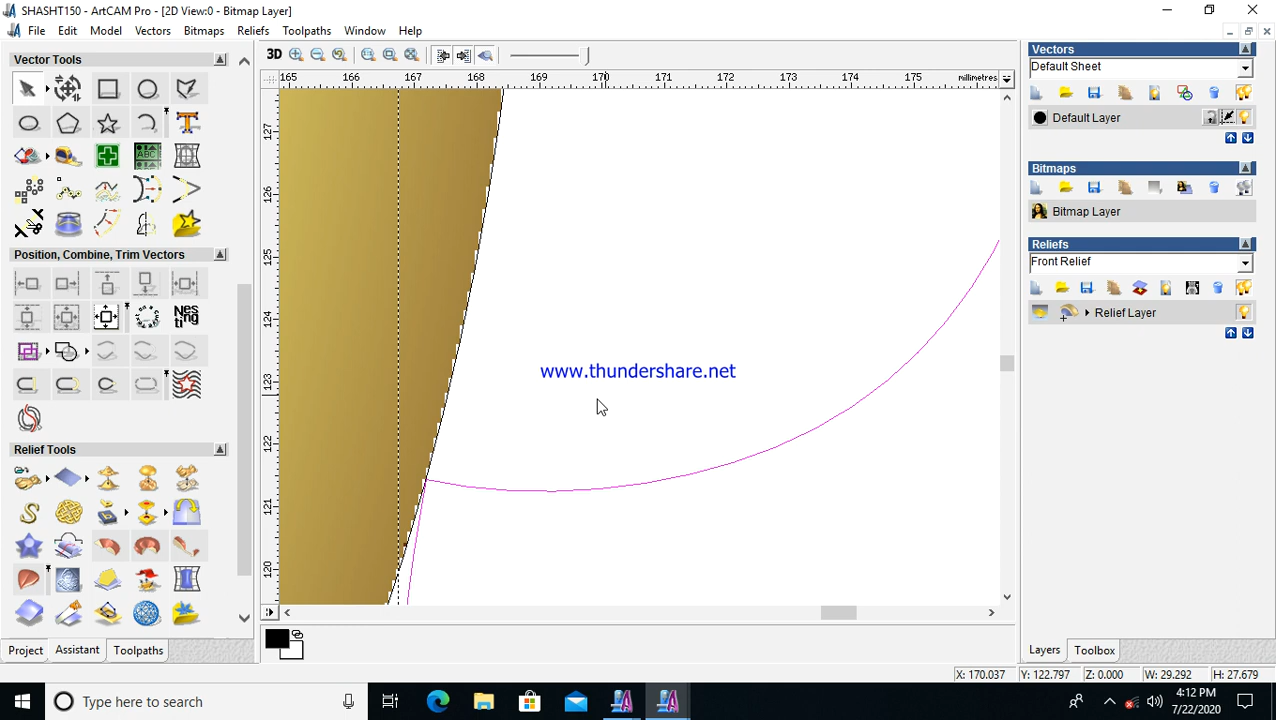 SHASHT150 - ArtCAM Pro - [2D View:0 - Bitmap Layer]
File Edit Model Vectors Bitmaps Reliefs Toolpaths Window Help
Vector Tools
3D
165 166 167 168 169 170 171 172 173 174 175 millimetres
127
126
125
124
123
122
121
120
T
ABC
Position, Combine, Trim Vectors
Relief Tools
www.thundershare.net
Vectors
Default Sheet
Default Layer
Bitmaps
Bitmap Layer
Reliefs
Front Relief
Relief Layer
Project Assistant Toolpaths
Layers Toolbox
X: 170.037 Y: 122.797 Z: 0.000 W: 29.292 H: 27.679
Type here to search
4:12 PM
7/22/2020